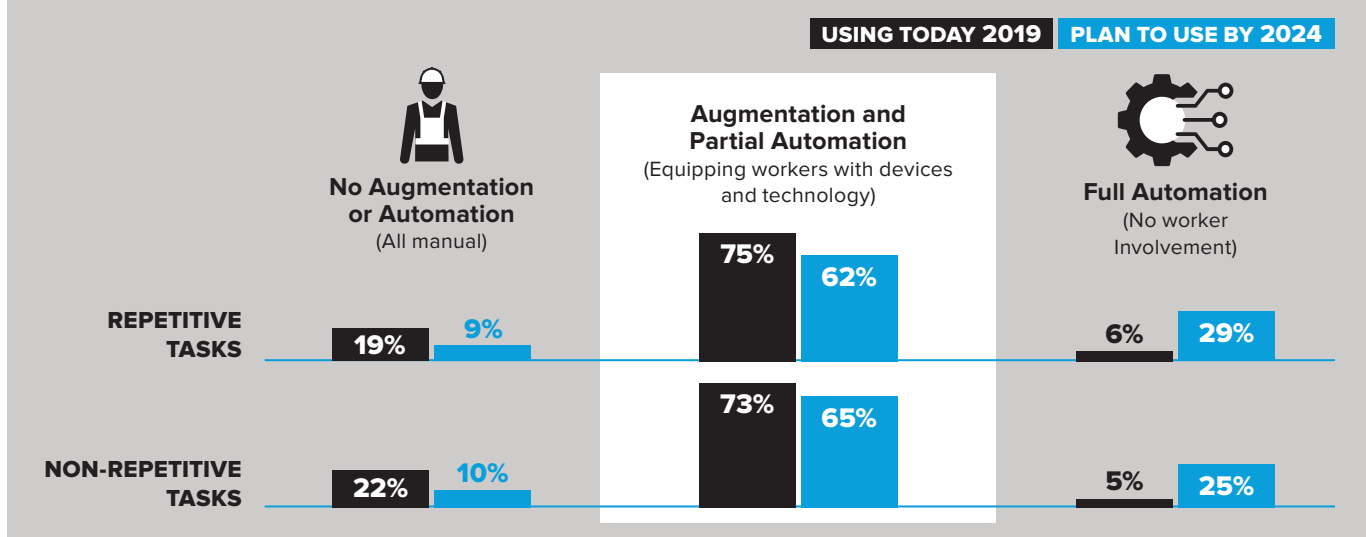 USING TODAY 2019
PLAN TO USE BY 2024
No Augmentation
or Automation
(All manual)
Augmentation and
Partial Automation
(Equipping workers with devices
and technology)
Full Automation
(No worker
Involvement)
REPETITIVE
TASKS
19%
9%
75%
62%
6%
29%
NON-REPETITIVE
TASKS
22%
10%
73%
65%
5%
25%